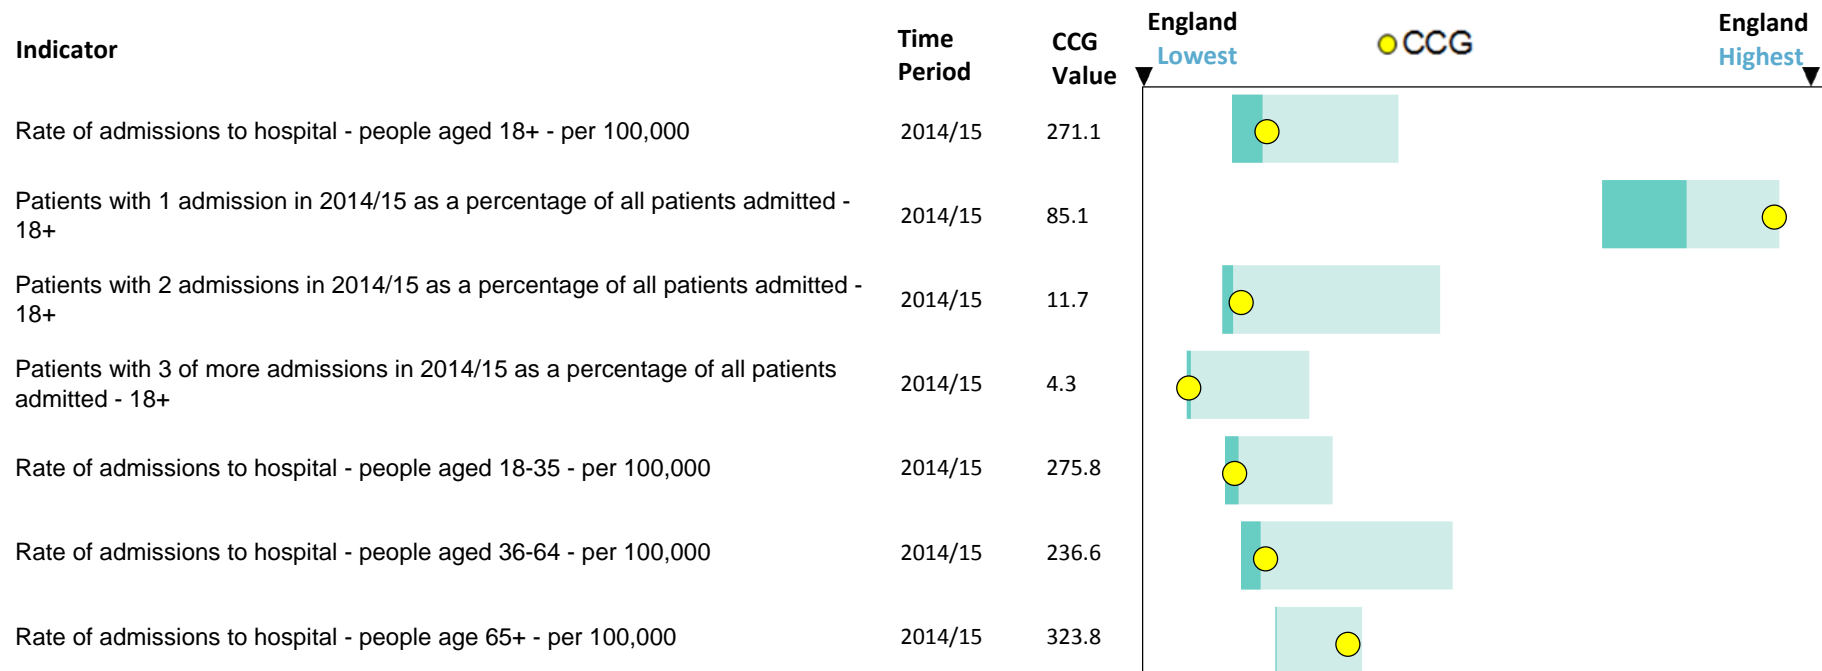 Indicator
Time
Period
CCG
Value
England
Lowest
CCG
England
Highest
Rate of admissions to hospital - people aged 18+ - per 100,000
2014/15
271.1
Patients with 1 admission in 2014/15 as a percentage of all patients admitted -
18+
2014/15
85.1
Patients with 2 admissions in 2014/15 as a percentage of all patients admitted -
18+
2014/15
11.7
Patients with 3 of more admissions in 2014/15 as a percentage of all patients
admitted - 18+
2014/15
4.3
Rate of admissions to hospital - people aged 18-35 - per 100,000
2014/15
275.8
Rate of admissions to hospital - people aged 36-64 - per 100,000
2014/15
236.6
Rate of admissions to hospital - people age 65+ - per 100,000
2014/15
323.8